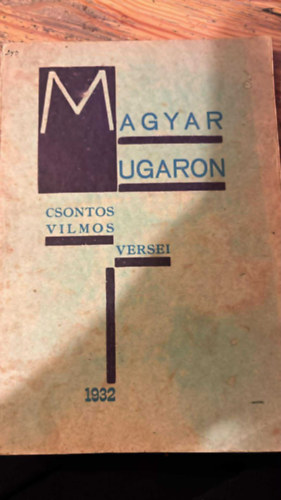 MAGYAR
UGARON
CSONTOS
VILMOS
VERSEI
1932